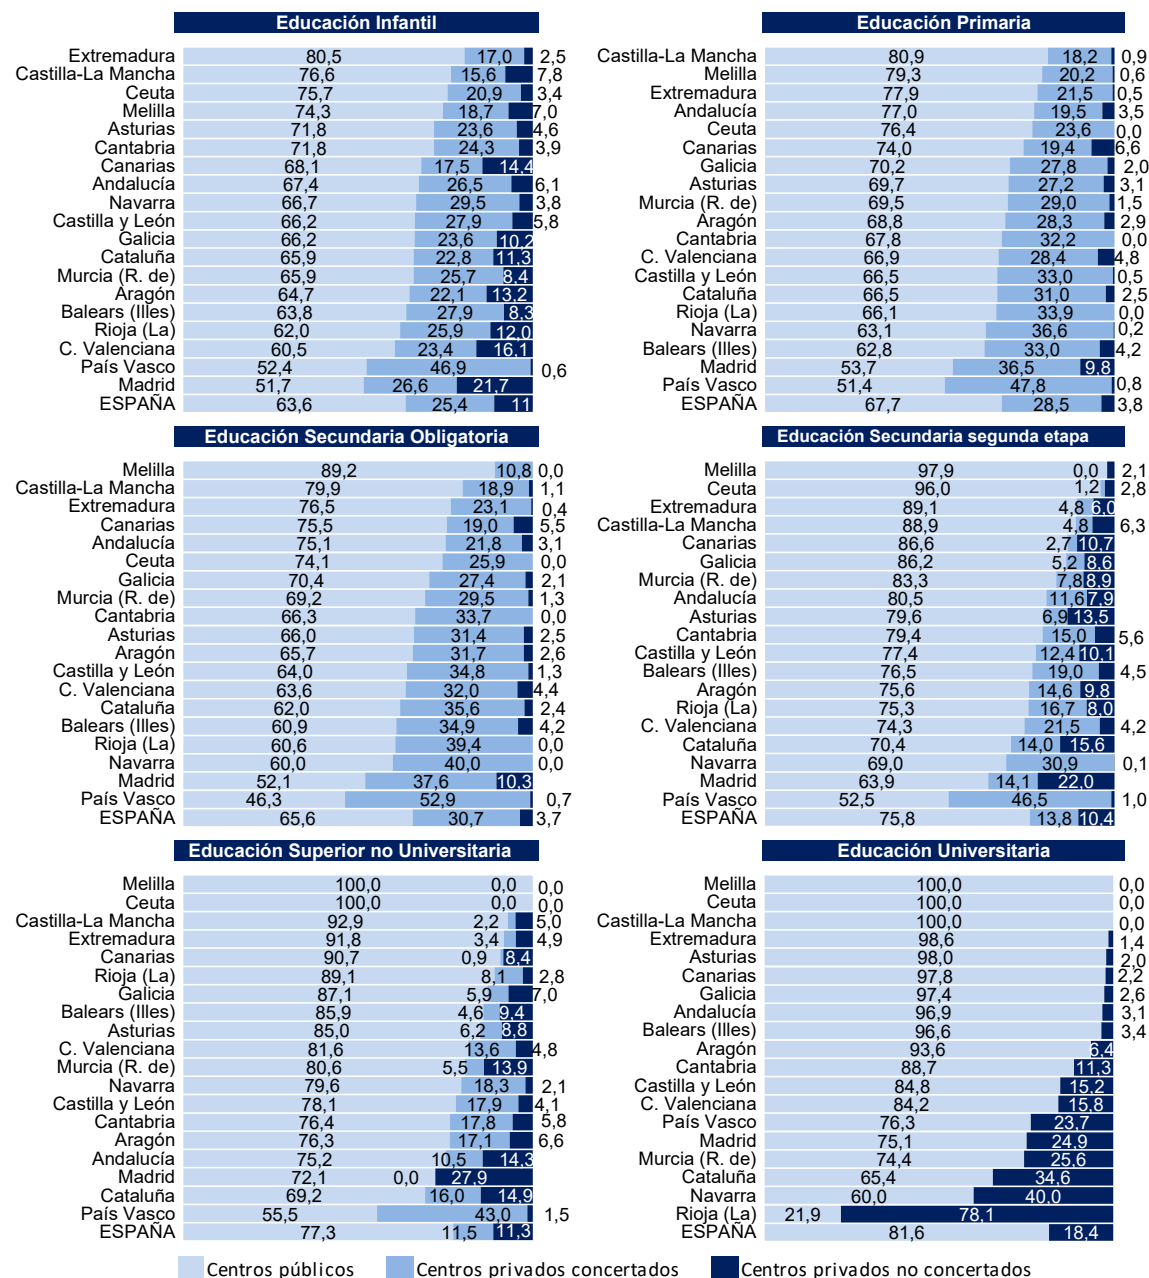 Educación Infantil
Extremadura 80,5 17,0 2,5
Castilla-La Mancha 76,6 15,6 7,8
Ceuta 75,7 20,9 3,4
Melilla 74,3 18,7 7,0
Asturias 71,8 23,6 4,6
Cantabria 71,8 24,3 3,9
Canarias 68,1 17,5 14,4
Andalucía 67,4 26,5 6,1
Navarra 66,7 29,5 3,8
Castilla y León 66,2 27,9 5,8
Galicia 66,2 23,6 10,2
Cataluña 65,9 22,8 11,3
Murcia (R. de) 65,9 25,7 8,4
Aragón 64,7 22,1 13,2
Balears (Illes) 63,8 27,9 8,3
Rioja (La) 62,0 25,9 12,0
C. Valenciana 60,5 23,4 16,1
País Vasco 52,4 46,9 0,6
Madrid 51,7 26,6 21,7
ESPAÑA 63,6 25,4 11
Educación Primaria
Castilla-La Mancha 80,9 18,2 0,9
Melilla 79,3 20,2 0,6
Extremadura 77,9 21,5 0,5
Andalucía 77,0 19,5 3,5
Ceuta 76,4 23,6 0,0
Canarias 74,0 19,4 6,6
Galicia 70,2 27,8 2,0
Asturias 69,7 27,2 3,1
Murcia (R. de) 69,5 29,0 1,5
Aragón 68,8 28,3 2,9
Cantabria 67,8 32,2 0,0
C. Valenciana 66,9 28,4 4,8
Castilla y León 66,5 33,0 0,5
Cataluña 66,5 31,0 2,5
Rioja (La) 66,1 33,9 0,0
Navarra 63,1 36,6 0,2
Balears (Illes) 62,8 33,0 4,2
Madrid 53,7 36,5 9,8
País Vasco 51,4 47,8 0,8
ESPAÑA 67,7 28,5 3,8
Educación Secundaria Obligatoria
Melilla 89,2 10,8 0,0
Castilla-La Mancha 79,9 18,9 1,1
Extremadura 76,5 23,1 0,4
Canarias 75,5 19,0 5,5
Andalucía 75,1 21,8 3,1
Ceuta 74,1 25,9 0,0
Galicia 70,4 27,4 2,1
Murcia (R. de) 69,2 29,5 1,3
Cantabria 66,3 33,7 0,0
Asturias 66,0 31,4 2,5
Aragón 65,7 31,7 2,6
Castilla y León 64,0 34,8 1,3
C. Valenciana 63,6 32,0 4,4
Cataluña 62,0 35,6 2,4
Balears (Illes) 60,9 34,9 4,2
Rioja (La) 60,6 39,4 0,0
Navarra 60,0 40,0 0,0
Madrid 52,1 37,6 10,3
País Vasco 46,3 52,9 0,7
ESPAÑA 65,6 30,7 3,7
Educación Secundaria segunda etapa
Melilla 97,9 0,0 2,1
Ceuta 96,0 1,2 2,8
Extremadura 89,1 4,8 6,0
Castilla-La Mancha 88,9 4,8 6,3
Canarias 86,6 2,7 10,7
Galicia 86,2 5,2 8,6
Murcia (R. de) 83,3 7,8 8,9
Andalucía 80,5 11,6 7,9
Asturias 79,6 6,9 13,5
Cantabria 79,4 15,0 5,6
Castilla y León 77,4 12,4 10,1
Balears (Illes) 76,5 19,0 4,5
Aragón 75,6 14,6 9,8
Rioja (La) 75,3 16,7 8,0
C. Valenciana 74,3 21,5 4,2
Cataluña 70,4 14,0 15,6
Navarra 69,0 30,9 0,1
Madrid 63,9 14,1 22,0
País Vasco 52,5 46,5 1,0
ESPAÑA 75,8 13,8 10,4
Educación Superior no Universitaria
Melilla 100,0 0,0 0,0
Ceuta 100,0 0,0 0,0
Castilla-La Mancha 92,9 2,2 5,0
Extremadura 91,8 3,4 4,9
Canarias 90,7 0,9 8,4
Rioja (La) 89,1 8,1 2,8
Galicia 87,1 5,9 7,0
Balears (Illes) 85,9 4,6 9,4
Asturias 85,0 6,2 8,8
C. Valenciana 81,6 13,6 4,8
Murcia (R. de) 80,6 5,5 13,9
Navarra 79,6 18,3 2,1
Castilla y León 78,1 17,9 4,1
Cantabria 76,4 17,8 5,8
Aragón 76,3 17,1 6,6
Andalucía 75,2 10,5 14,3
Madrid 72,1 0,0 27,9
Cataluña 69,2 16,0 14,9
País Vasco 55,5 43,0 1,5
ESPAÑA 77,3 11,5 11,3
Educación Universitaria
Melilla 100,0 0,0
Ceuta 100,0 0,0
Castilla-La Mancha 100,0 0,0
Extremadura 98,6 1,4
Asturias 98,0 2,0
Canarias 97,8 2,2
Galicia 97,4 2,6
Andalucía 96,9 3,1
Balears (Illes) 96,6 3,4
Aragón 93,6 6,4
Cantabria 88,7 11,3
Castilla y León 84,8 15,2
C. Valenciana 84,2 15,8
País Vasco 76,3 23,7
Madrid 75,1 24,9
Murcia (R. de) 74,4 25,6
Cataluña 65,4 34,6
Navarra 60,0 40,0
Rioja (La) 21,9 78,1
ESPAÑA 81,6 18,4
Centros públicos Centros privados concertados Centros privados no concertados